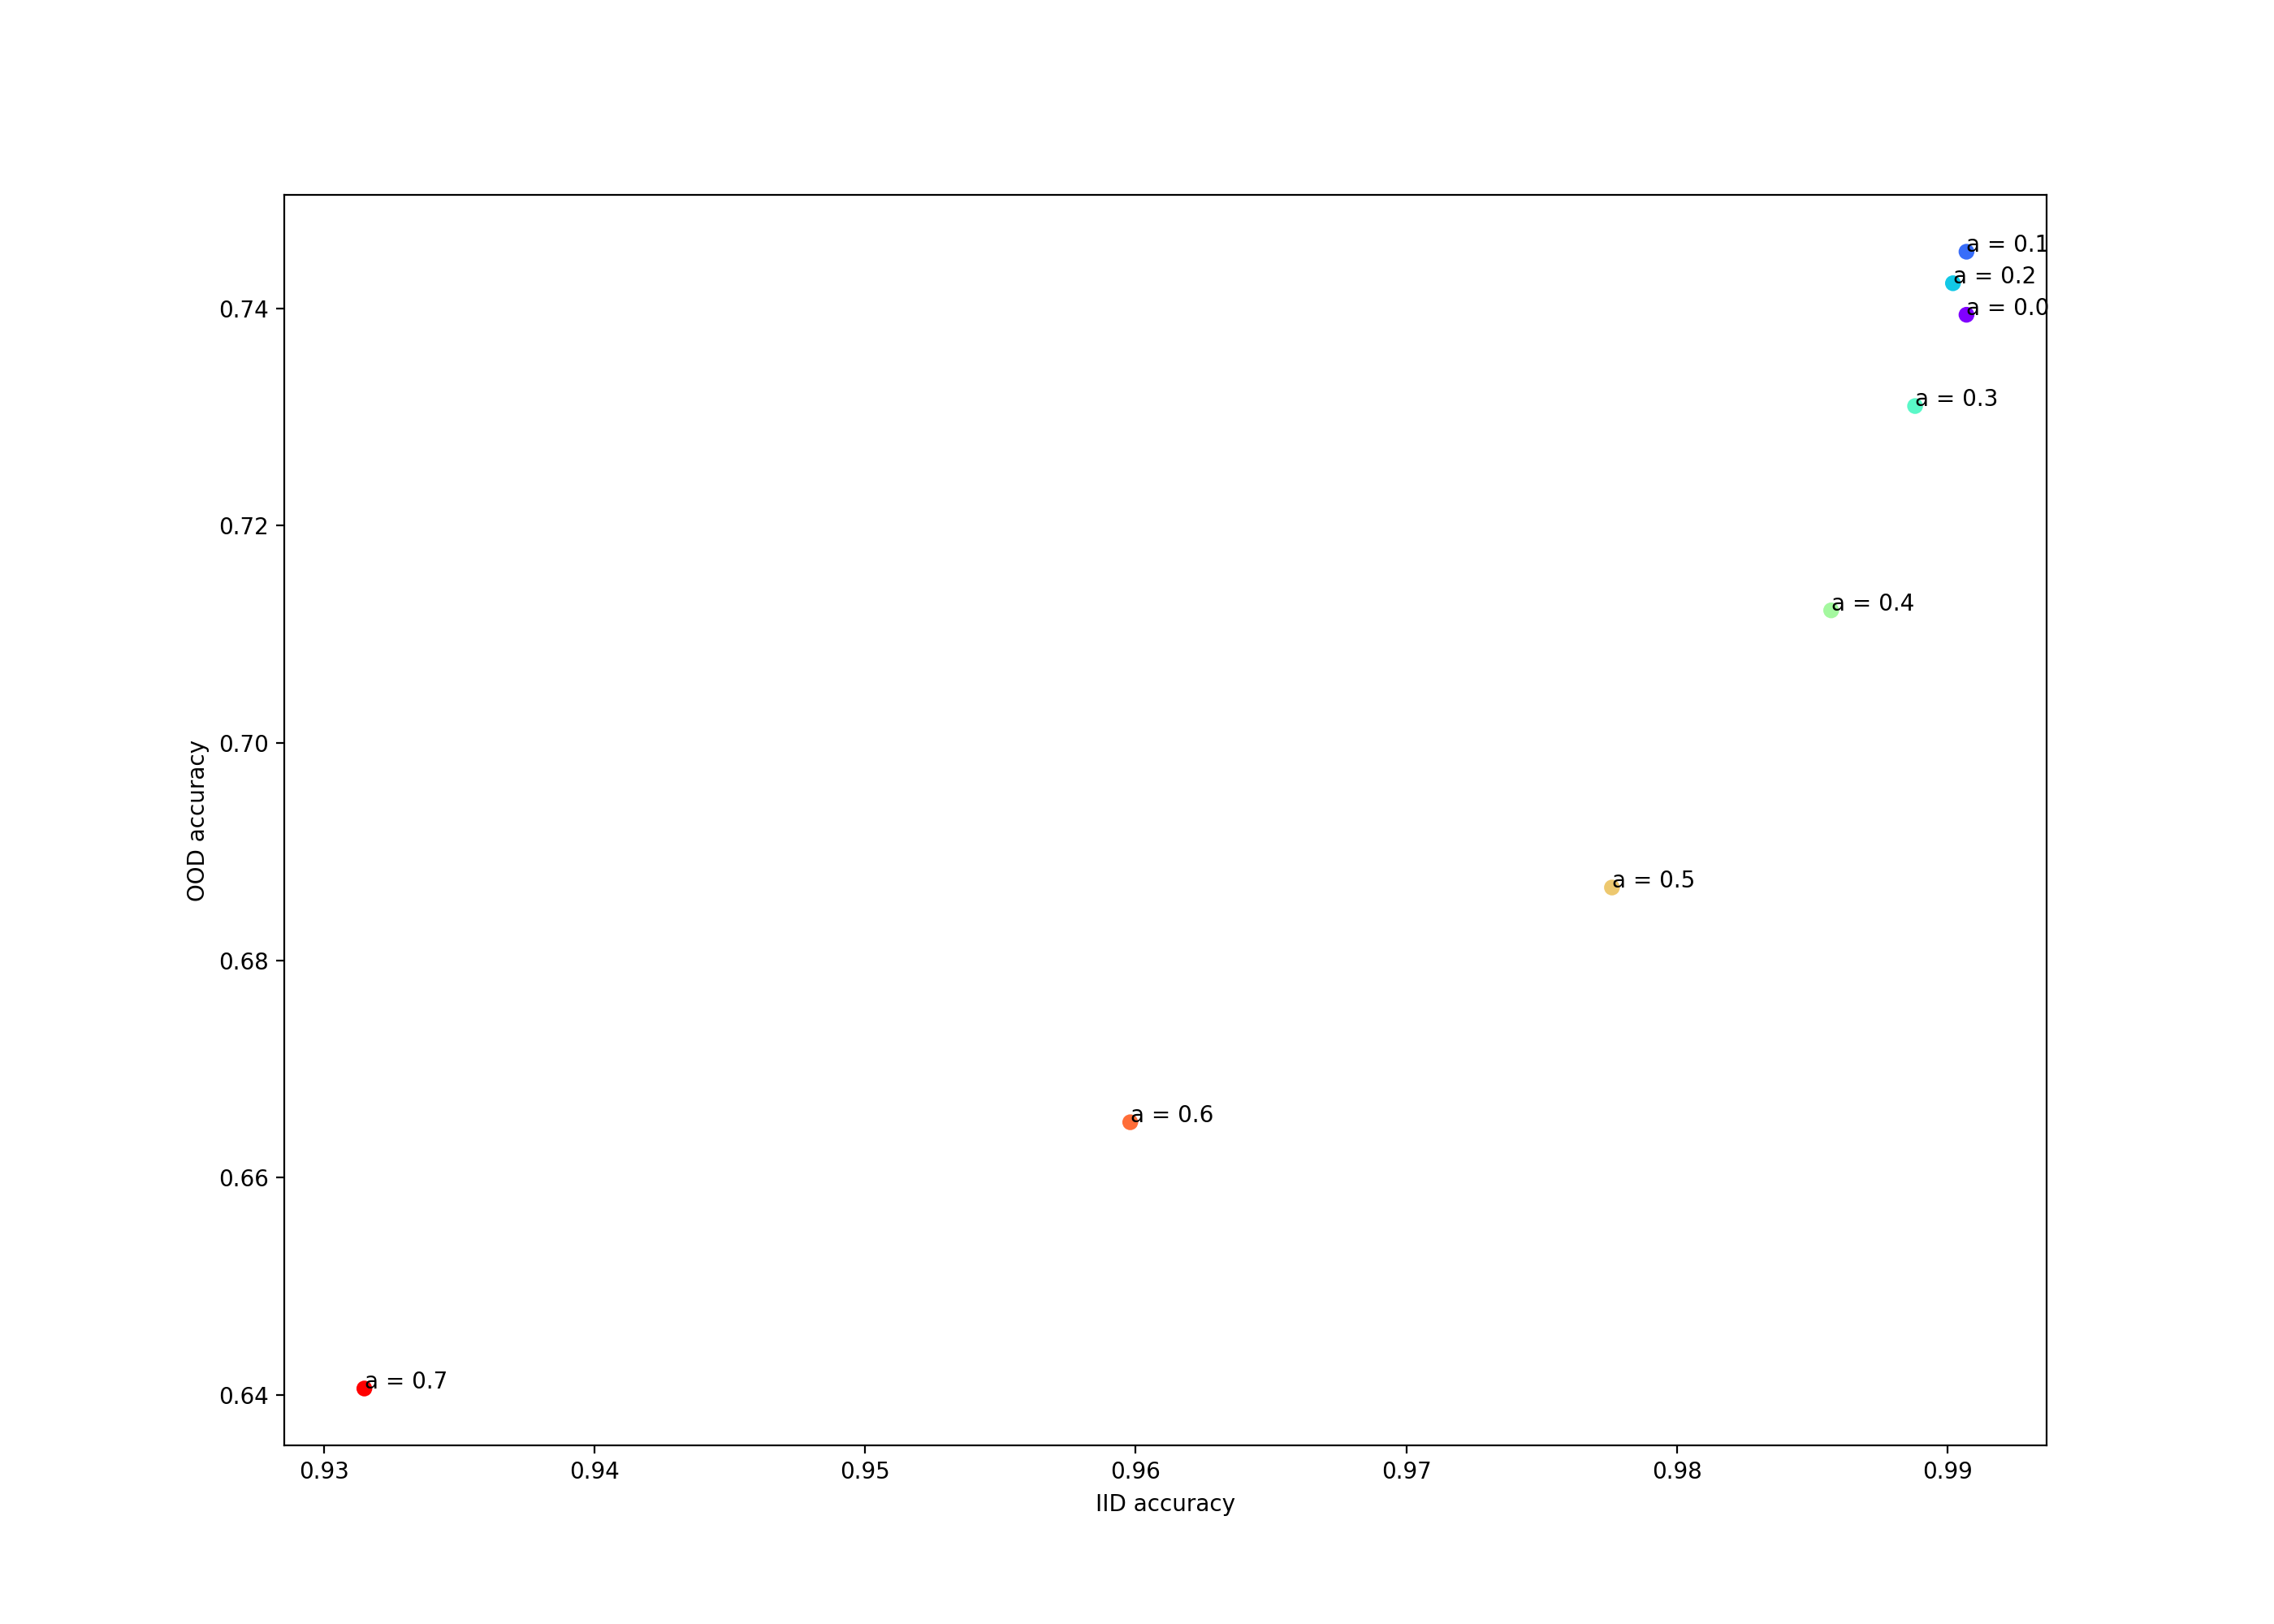 a = 0.1
a = 0.2
0.74
a = 0.0
a = 0.3
0.72
a = 0.4
0.70
OOD accuracy
a = 0.5
0.68
a = 0.6
0.66
a = 0.7
0.64
0.93 0.94 0.95 0.96 0.97 0.98 0.99
IID accuracy